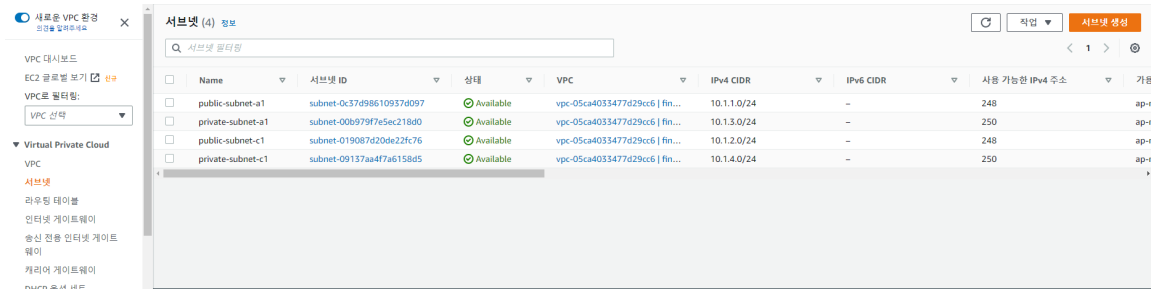 새로운 VPC 환경
의견을 알려주세요
VPC 대시보드
EC2 글로벌 보기 신규
VPC로 필터링:
VPC 선택
Virtual Private Cloud
VPC
서브넷
라우팅 테이블
인터넷 게이트웨이
송신 전용 인터넷 게이트
웨이
캐리어 게이트웨이
DHCP 옵션 세트
서브넷 (4) 정보
작업
서브넷 생성
서브넷 필터링
1
Name 서브넷 ID 상태 VPC IPv4 CIDR IPv6 CIDR 사용 가능한 IPv4 주소 가용
public-subnet-a1 subnet-0c37d98610937d097 Available vpc-05ca4033477d29cc6 | fin... 10.1.1.0/24 – 248
private-subnet-a1 subnet-00b979f7e5ec218d0 Available vpc-05ca4033477d29cc6 | fin... 10.1.3.0/24 – 250
public-subnet-c1 subnet-019087d20de22fc76 Available vpc-05ca4033477d29cc6 | fin... 10.1.2.0/24 – 248
private-subnet-c1 subnet-09137aa4f7a6158d5 Available vpc-05ca4033477d29cc6 | fin... 10.1.4.0/24 – 250